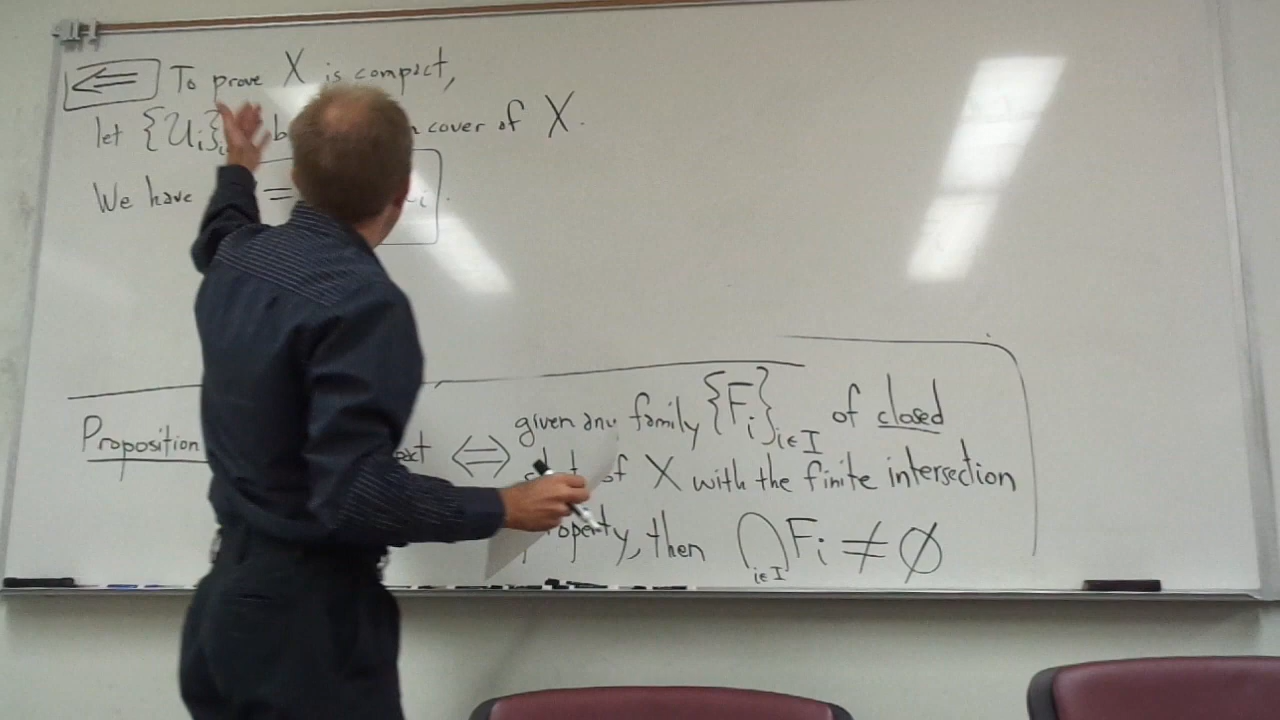 ⇐ To prove X is compact,
let {Uᵢ} cover of X.
We have =
Proposition ⇔ given any family {Fᵢ}ᵢ∈I of closed
of X with the finite intersection
property, then ⋂ᵢ∈I Fᵢ ≠ ∅